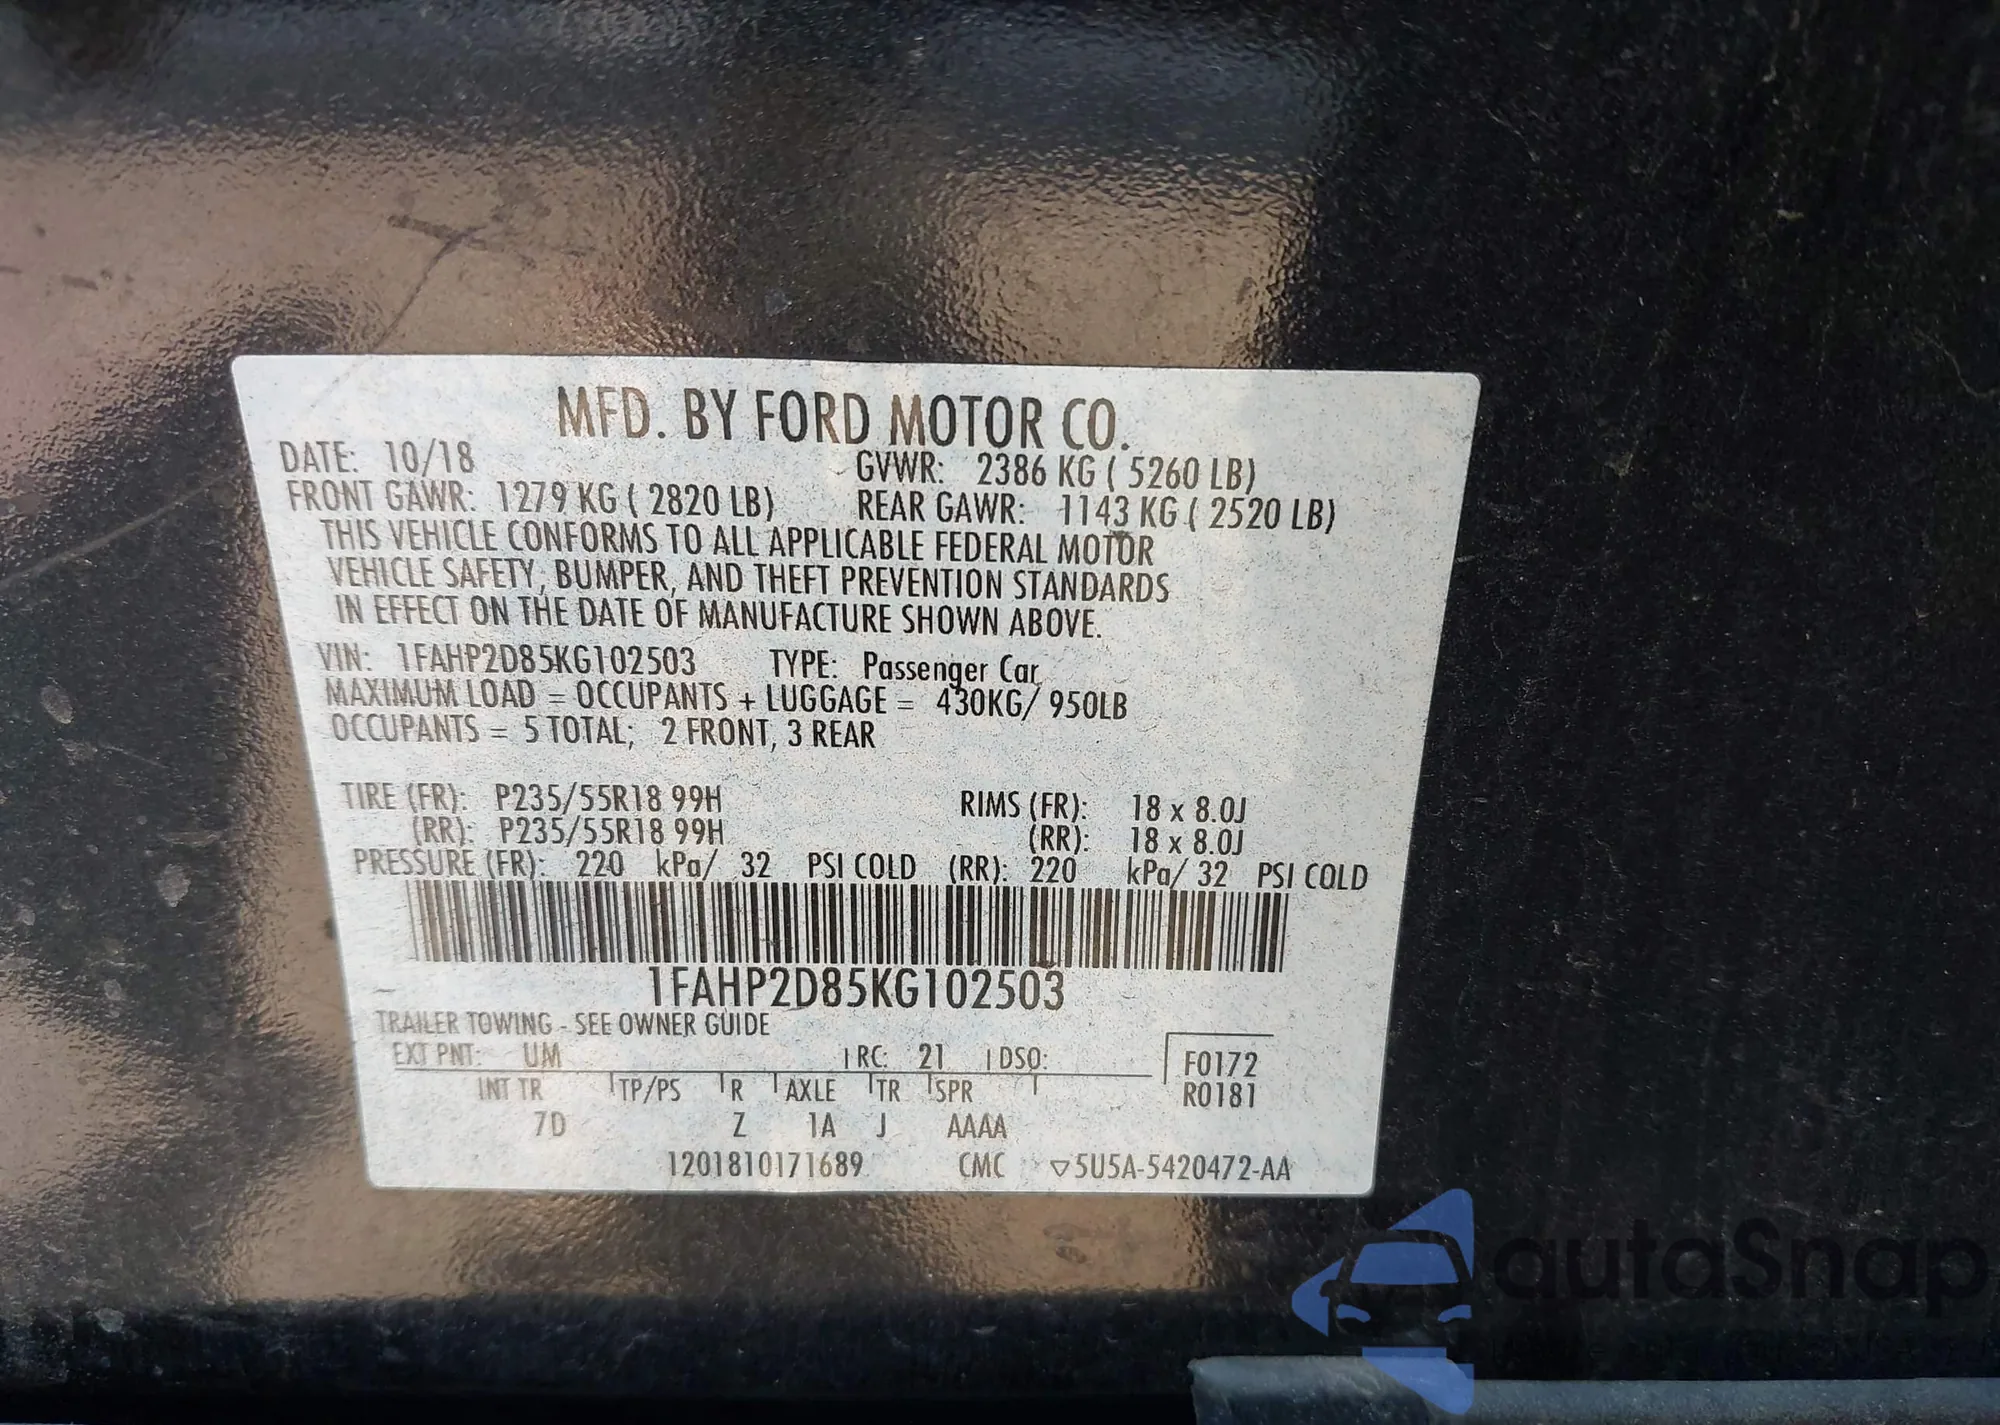 MFD. BY FORD MOTOR CO.
DATE: 10/18 GVWR: 2386 KG ( 5260 LB)
FRONT GAWR: 1279 KG ( 2820 LB) REAR GAWR: 1143 KG ( 2520 LB)
THIS VEHICLE CONFORMS TO ALL APPLICABLE FEDERAL MOTOR
VEHICLE SAFETY, BUMPER, AND THEFT PREVENTION STANDARDS
IN EFFECT ON THE DATE OF MANUFACTURE SHOWN ABOVE.
VIN: 1FAHP2D85KG102503 TYPE: Passenger Car
MAXIMUM LOAD = OCCUPANTS + LUGGAGE = 430KG/ 950LB
OCCUPANTS = 5 TOTAL; 2 FRONT, 3 REAR
TIRE (FR): P235/55R18 99H RIMS (FR): 18 x 8.0J
(RR): P235/55R18 99H (RR): 18 x 8.0J
PRESSURE (FR): 220 kPa/ 32 PSI COLD (RR): 220 kPa/ 32 PSI COLD
1FAHP2D85KG102503
TRAILER TOWING - SEE OWNER GUIDE
EXT PNT: UM RC: 21 DSO: F0172
INT TR TP/PS R AXLE TR SPR R0181
7D Z 1A J AAAA
1201810171689 CMC ▽5U5A-5420472-AA
autaSnap